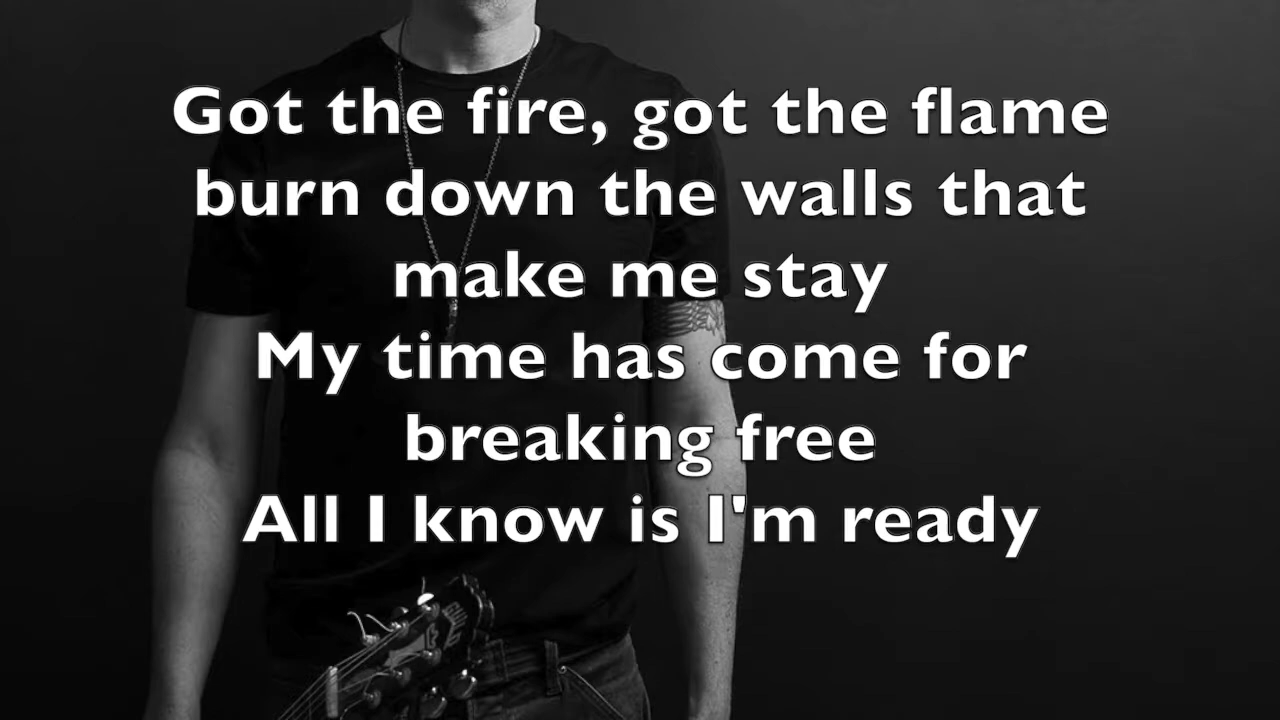 Got the fire, got the flame
burn down the walls that
make me stay
My time has come for
breaking free
All I know is I'm ready
GUILD